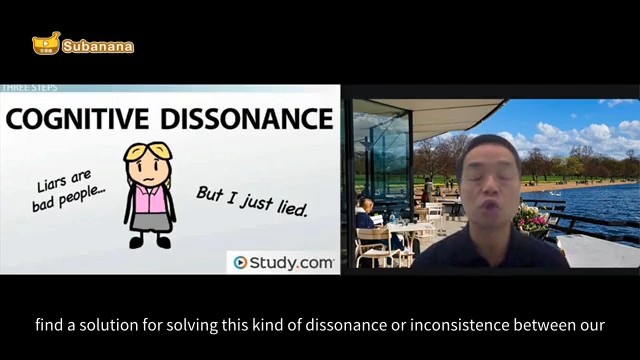 Subanana
THREE STEPS
COGNITIVE DISSONANCE
Liars are
bad people...
But I just lied.
Study.com
find a solution for solving this kind of dissonance or inconsistence between our